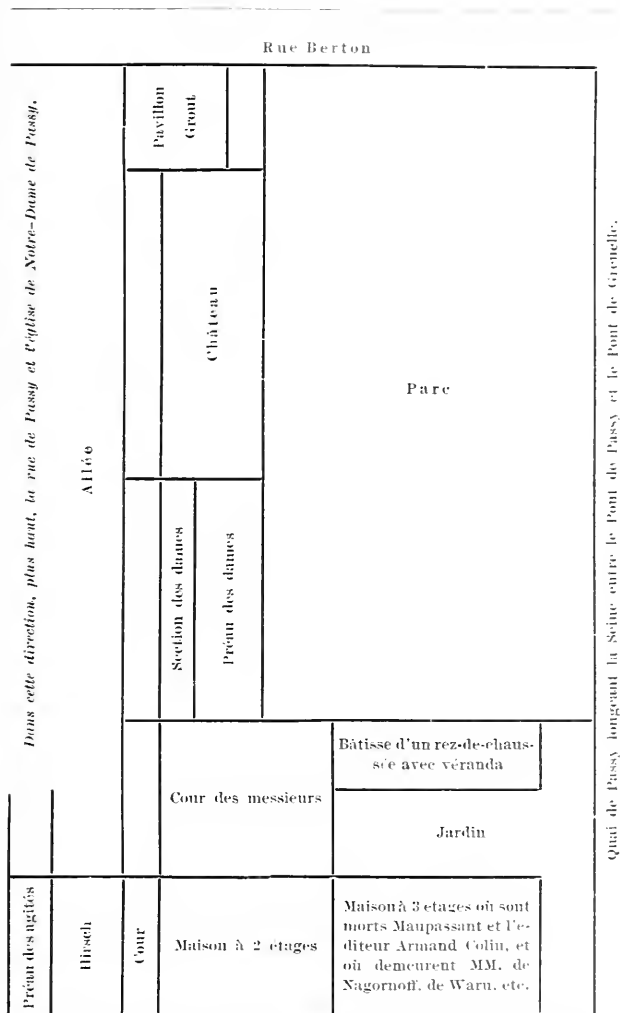 Rue Berton
Dans cette direction, plus haut, la rue de Passy et l'église de Notre-Dame de Passy.
Allée
Pavillon
Grout
Château
Parc
Section des dames
Préau des dames
Quai de Passy longeant la Seine entre le Pont de Passy et le Pont de Grenelle.
Cour des messieurs
Bâtisse d'un rez-de-chaus-
sée avec véranda
Jardin
Préau des agités
Hirsch
Cour
Maison à 2 étages
Maison à 3 etages où sont
morts Maupassant et l'e-
diteur Armand Colin, et
où demeurent MM. de
Nagornoff, de Waru, etc.